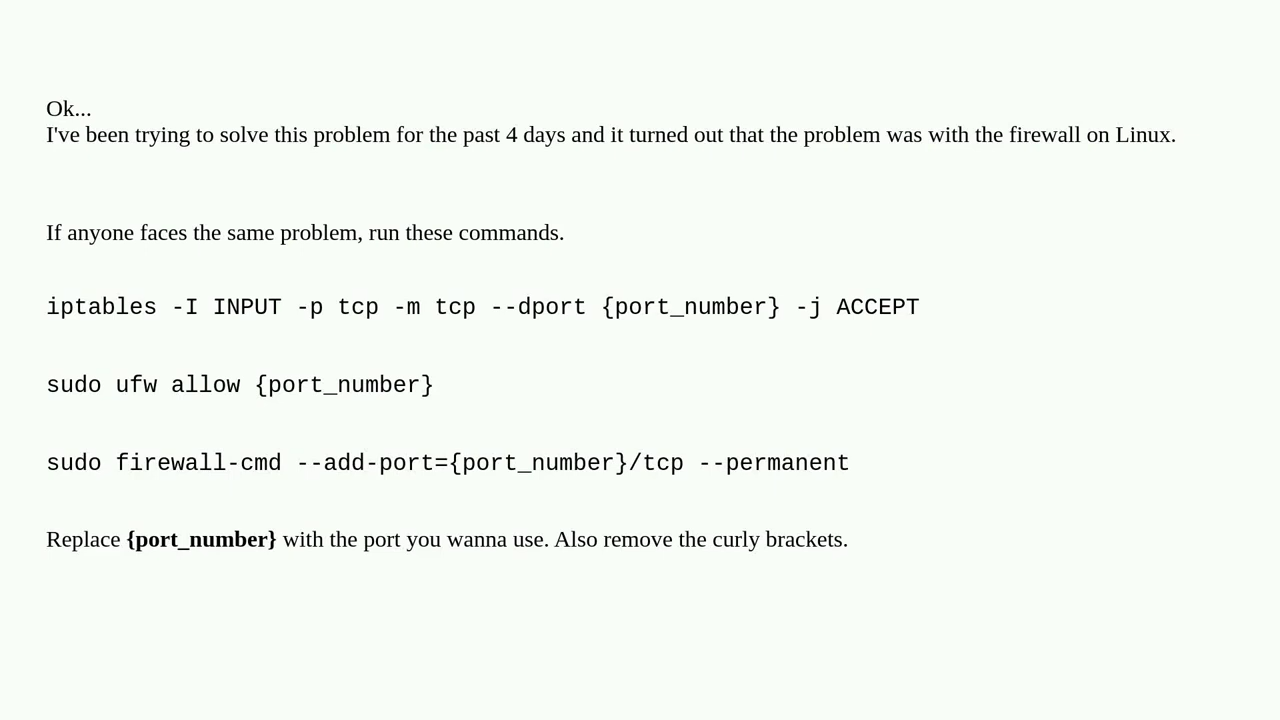 Ok...
I've been trying to solve this problem for the past 4 days and it turned out that the problem was with the firewall on Linux.
If anyone faces the same problem, run these commands.
iptables -I INPUT -p tcp -m tcp --dport {port_number} -j ACCEPT
sudo ufw allow {port_number}
sudo firewall-cmd --add-port={port_number}/tcp --permanent
Replace {port_number} with the port you wanna use. Also remove the curly brackets.